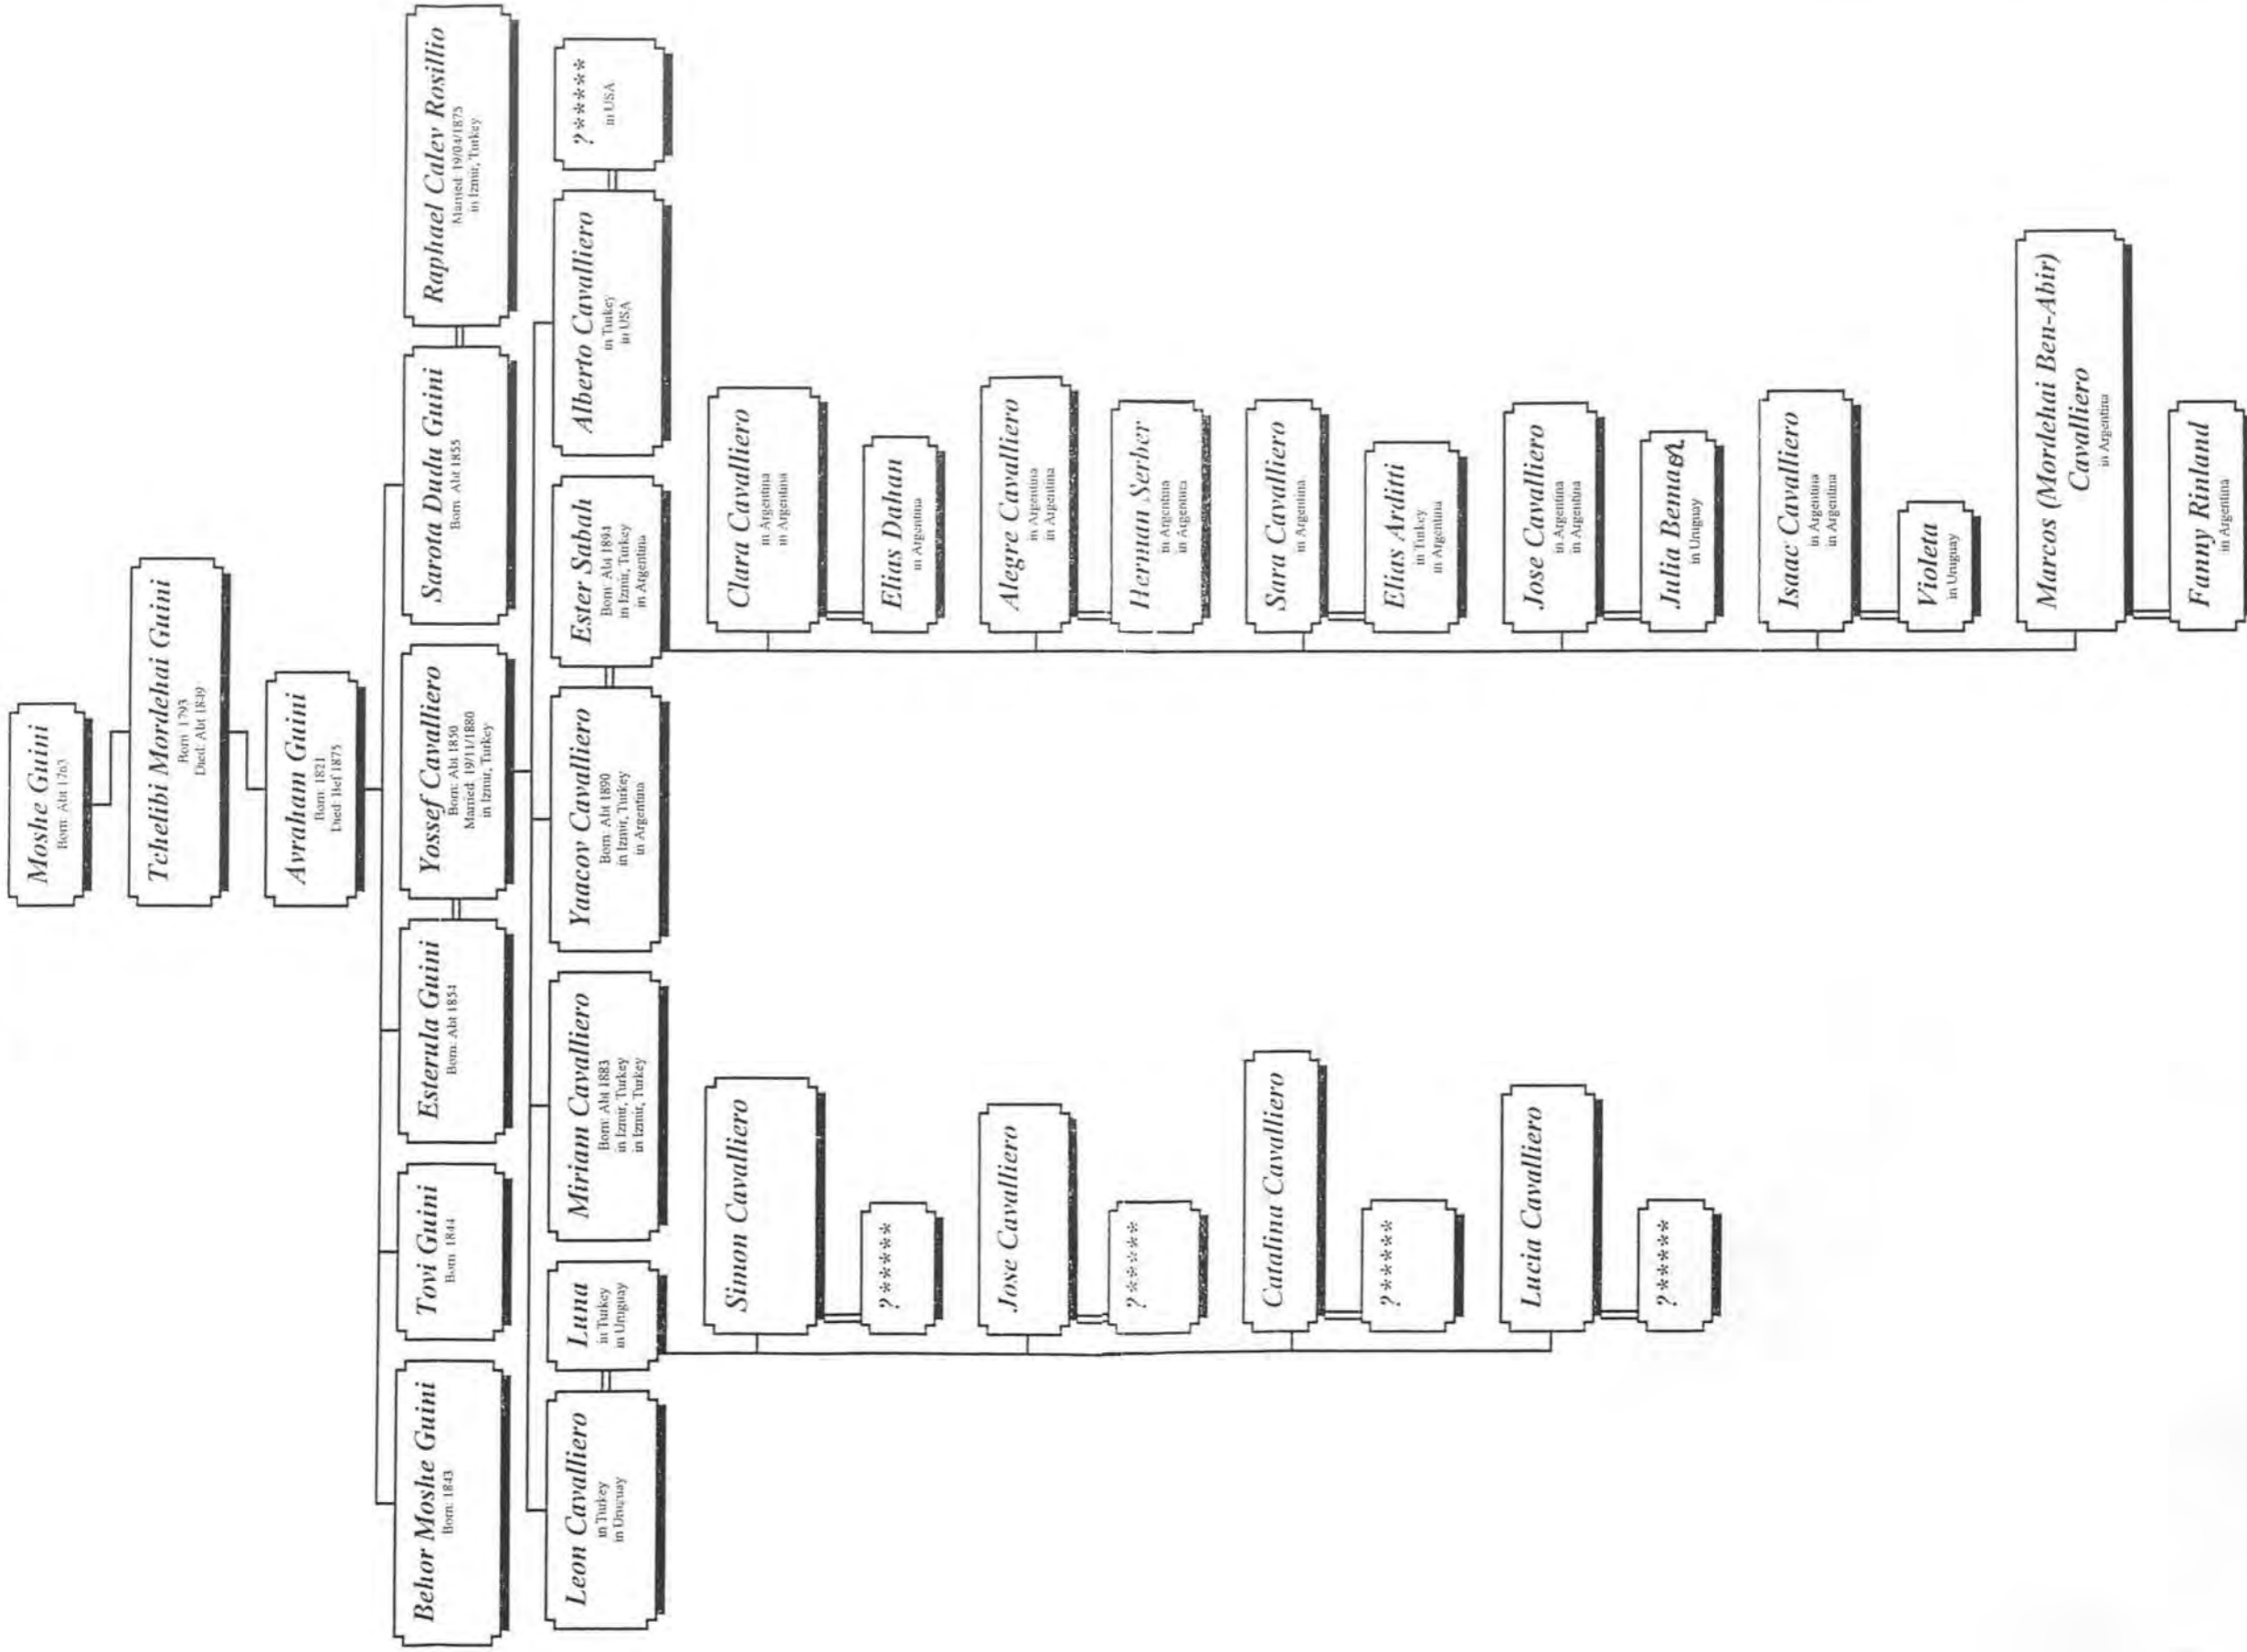 Moshe Guini
Born: Abt 1763
Tchelibi Mordehai Guini
Born: 1793
Died: Abt 1849
Avraham Guini
Born: 1821
Died: Bef 1875
Behor Moshe Guini
Born: 1843
Tovi Guini
Born: 1844
Esterula Guini
Born: Abt 1854
Yossef Cavalliero
Born: Abt 1850
Married: 19/11/1880
in Izmir, Turkey
Sarota Dudu Guini
Born: Abt 1855
Raphael Calev Rosillio
Married: 19/04/1875
in Izmir, Turkey
Leon Cavalliero
in Turkey
in Uruguay
Luna
in Turkey
in Uruguay
Miriam Cavalliero
Born: Abt 1883
in Izmir, Turkey
in Izmir, Turkey
Yaacov Cavalliero
Born: Abt 1890
in Izmir, Turkey
in Argentina
Ester Sabah
Born: Abt 1894
in Izmir, Turkey
in Argentina
Alberto Cavalliero
in Turkey
in USA
?******
in USA
Simon Cavalliero
?******
Jose Cavalliero
?******
Catalina Cavalliero
?******
Lucia Cavalliero
?******
Clara Cavalliero
in Argentina
in Argentina
Elias Dahan
in Argentina
Alegre Cavalliero
in Argentina
in Argentina
Herman Serber
in Argentina
in Argentina
Sara Cavalliero
in Argentina
Elias Arditti
in Turkey
in Argentina
Jose Cavalliero
in Argentina
in Argentina
Julia
in Uruguay
Isaac Cavalliero
in Argentina
in Argentina
Violeta
in Uruguay
Marcos (Mordehai Ben-Abir)
Cavalliero
in Argentina
Fanny Rinland
in Argentina